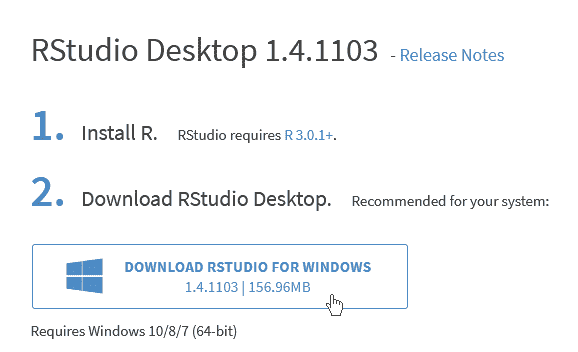 RStudio Desktop 1.4.1103 - Release Notes
1. Install R. RStudio requires R 3.0.1+.
2. Download RStudio Desktop. Recommended for your system:
DOWNLOAD RSTUDIO FOR WINDOWS
1.4.1103 | 156.96MB
Requires Windows 10/8/7 (64-bit)